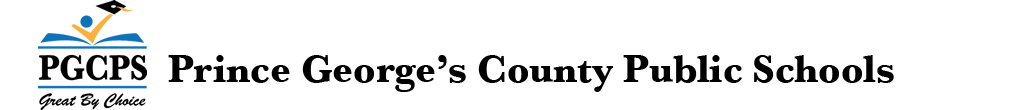 PGCPS
Great By Choice
Prince George's County Public Schools